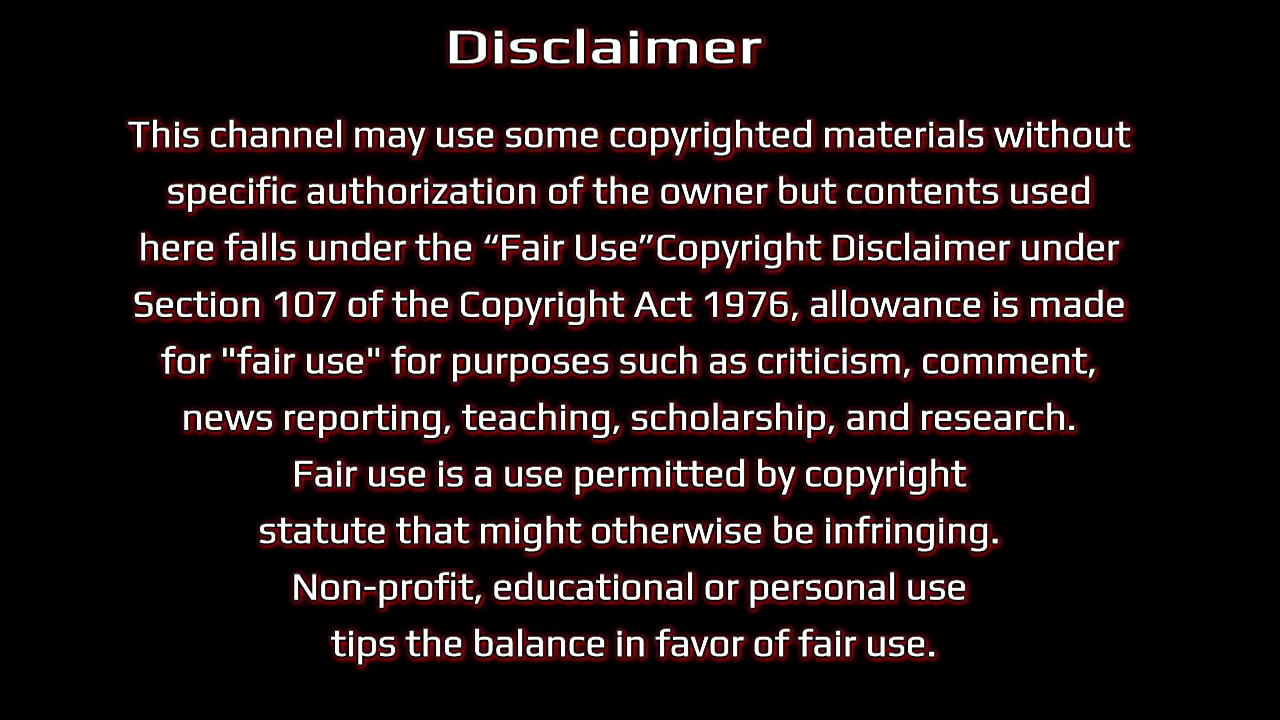 Disclaimer
This channel may use some copyrighted materials without
specific authorization of the owner but contents used
here falls under the “Fair Use”Copyright Disclaimer under
Section 107 of the Copyright Act 1976, allowance is made
for "fair use" for purposes such as criticism, comment,
news reporting, teaching, scholarship, and research.
Fair use is a use permitted by copyright
statute that might otherwise be infringing.
Non-profit, educational or personal use
tips the balance in favor of fair use.